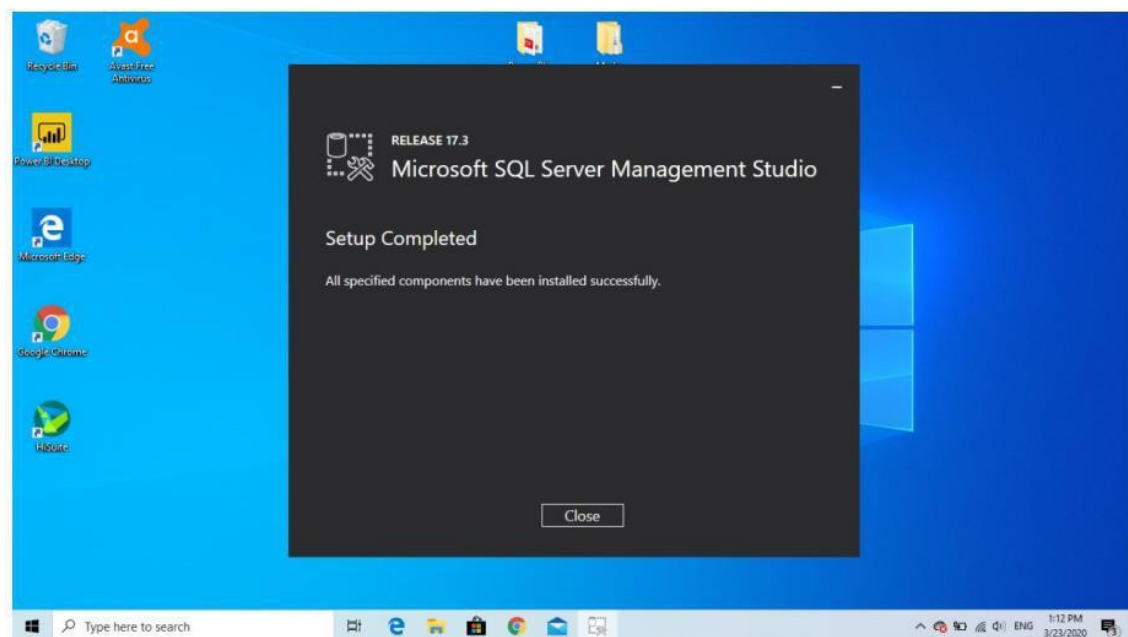 Recycle Bin
Avast Free
Antivirus
Power BI Desktop
Microsoft Edge
Google Chrome
HiSuite
RELEASE 17.3
Microsoft SQL Server Management Studio
Setup Completed
All specified components have been installed successfully.
Close
Type here to search
ENG
1:12 PM
3/23/2020